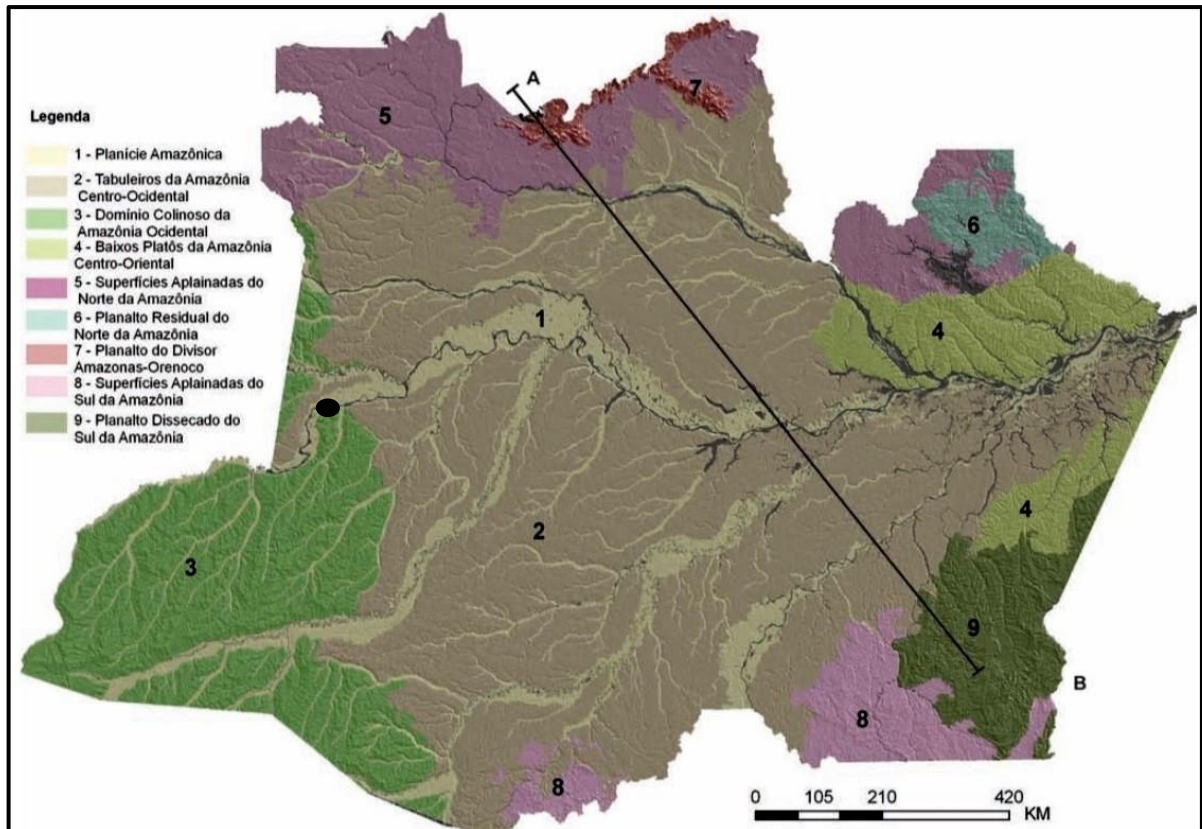 Legenda
1 - Planície Amazônica
2 - Tabuleiros da Amazônia
Centro-Ocidental
3 - Domínio Colinoso da
Amazônia Ocidental
4 - Baixos Platôs da Amazônia
Centro-Oriental
5 - Superfícies Aplainadas do
Norte da Amazônia
6 - Planalto Residual do
Norte da Amazônia
7 - Planalto do Divisor
Amazonas-Orenoco
8 - Superfícies Aplainadas do
Sul da Amazônia
9 - Planalto Dissecado do
Sul da Amazônia
A
7
5
6
1
4
4
2
3
9
B
8
8
0 105 210 420
KM